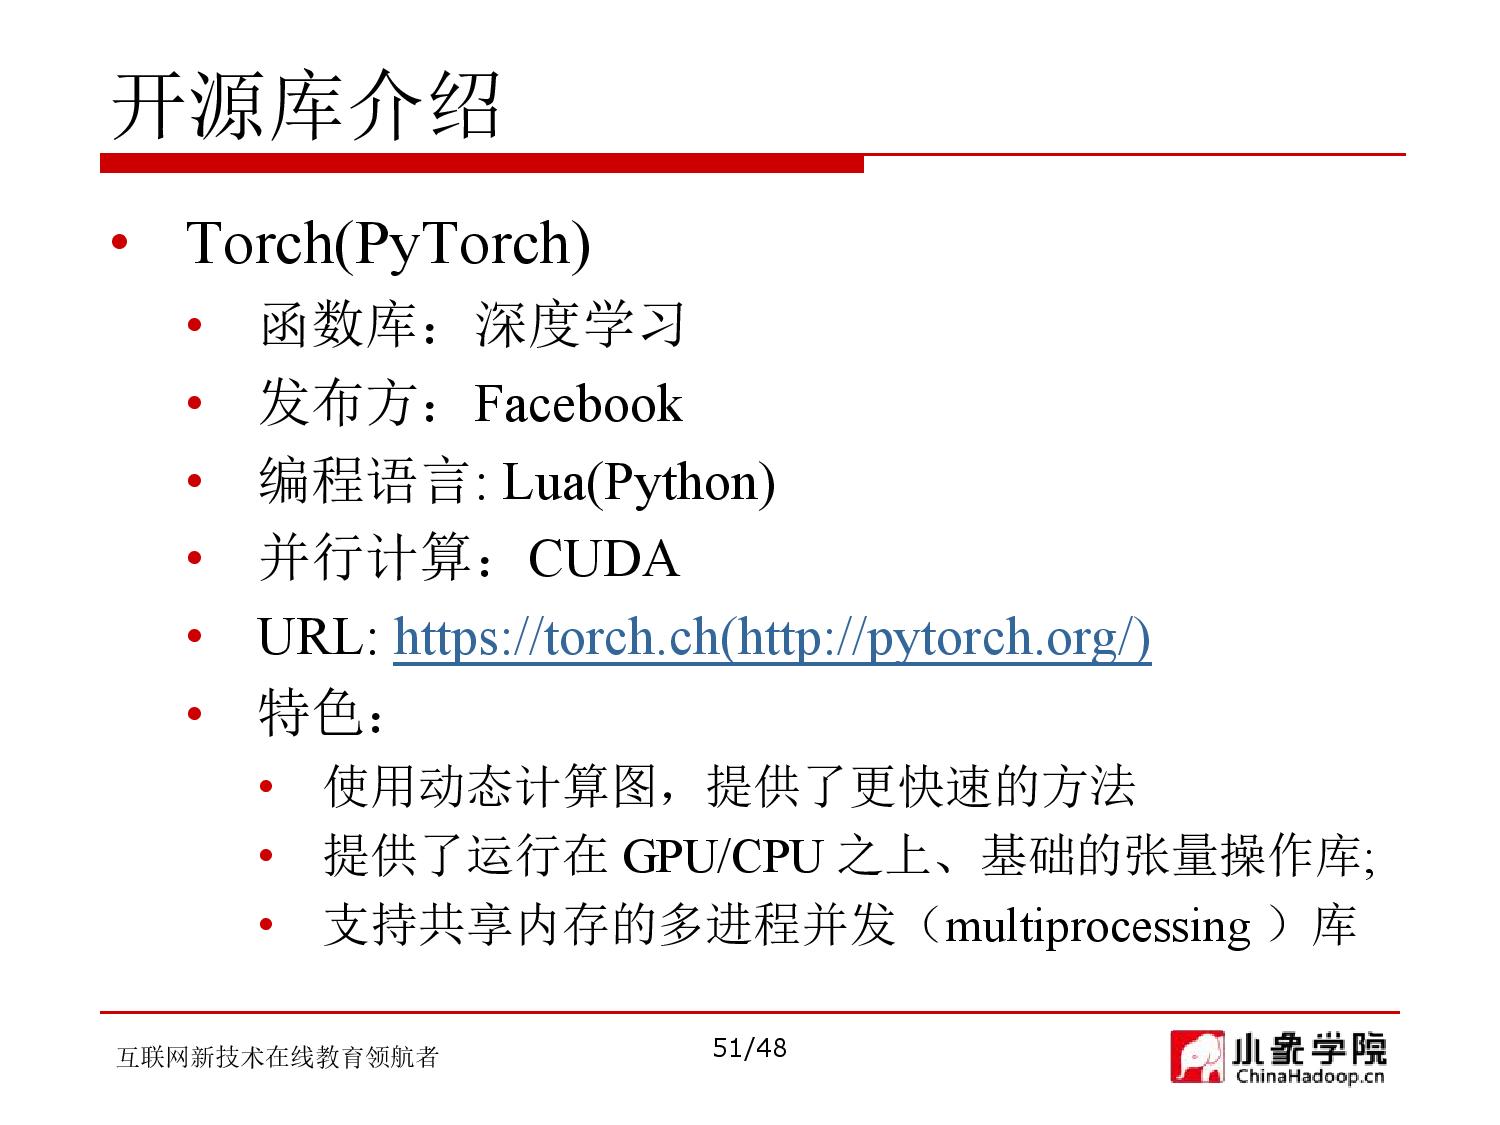 开源库介绍
• Torch(PyTorch)
• 函数库：深度学习
• 发布方：Facebook
• 编程语言: Lua(Python)
• 并行计算：CUDA
• URL: https://torch.ch(http://pytorch.org/)
• 特色：
• 使用动态计算图，提供了更快速的方法
• 提供了运行在 GPU/CPU 之上、基础的张量操作库;
• 支持共享内存的多进程并发（multiprocessing ）库
互联网新技术在线教育领航者
51/48
小象学院
ChinaHadoop.cn